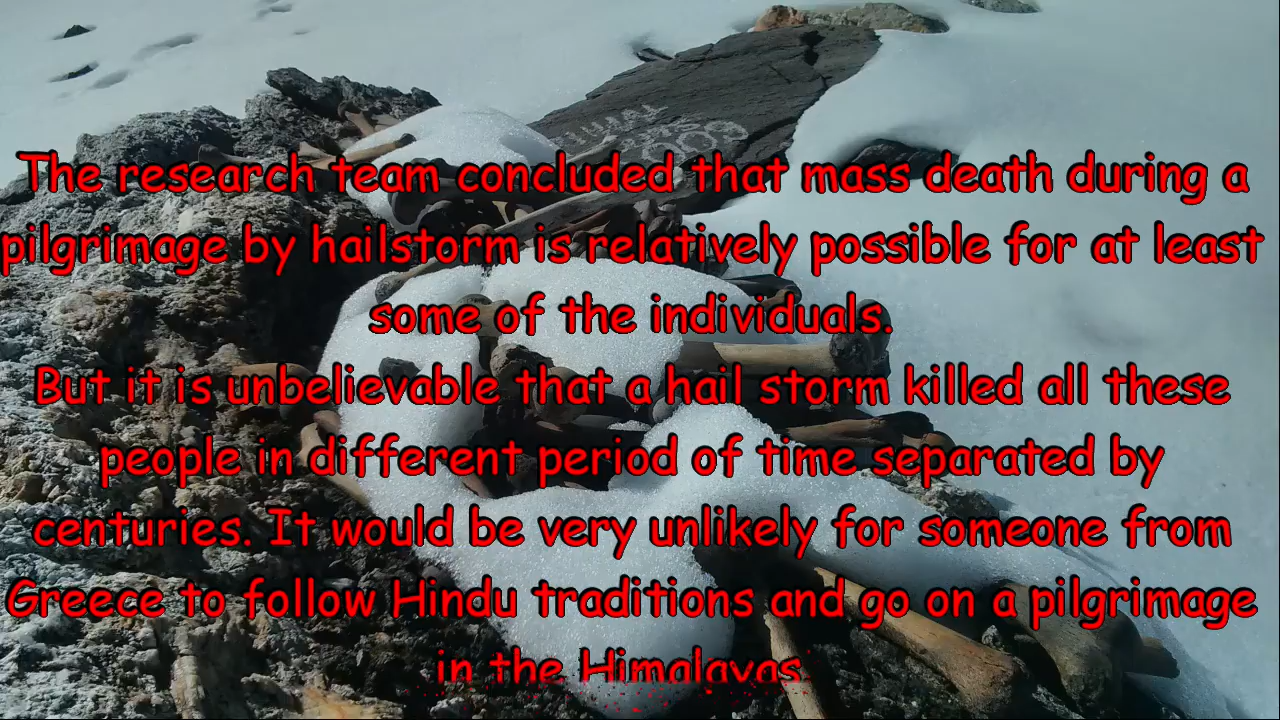 The research team concluded that mass death during a
pilgrimage by hailstorm is relatively possible for at least
some of the individuals.
But it is unbelievable that a hail storm killed all these
people in different period of time separated by
centuries. It would be very unlikely for someone from
Greece to follow Hindu traditions and go on a pilgrimage
in the Himalayas